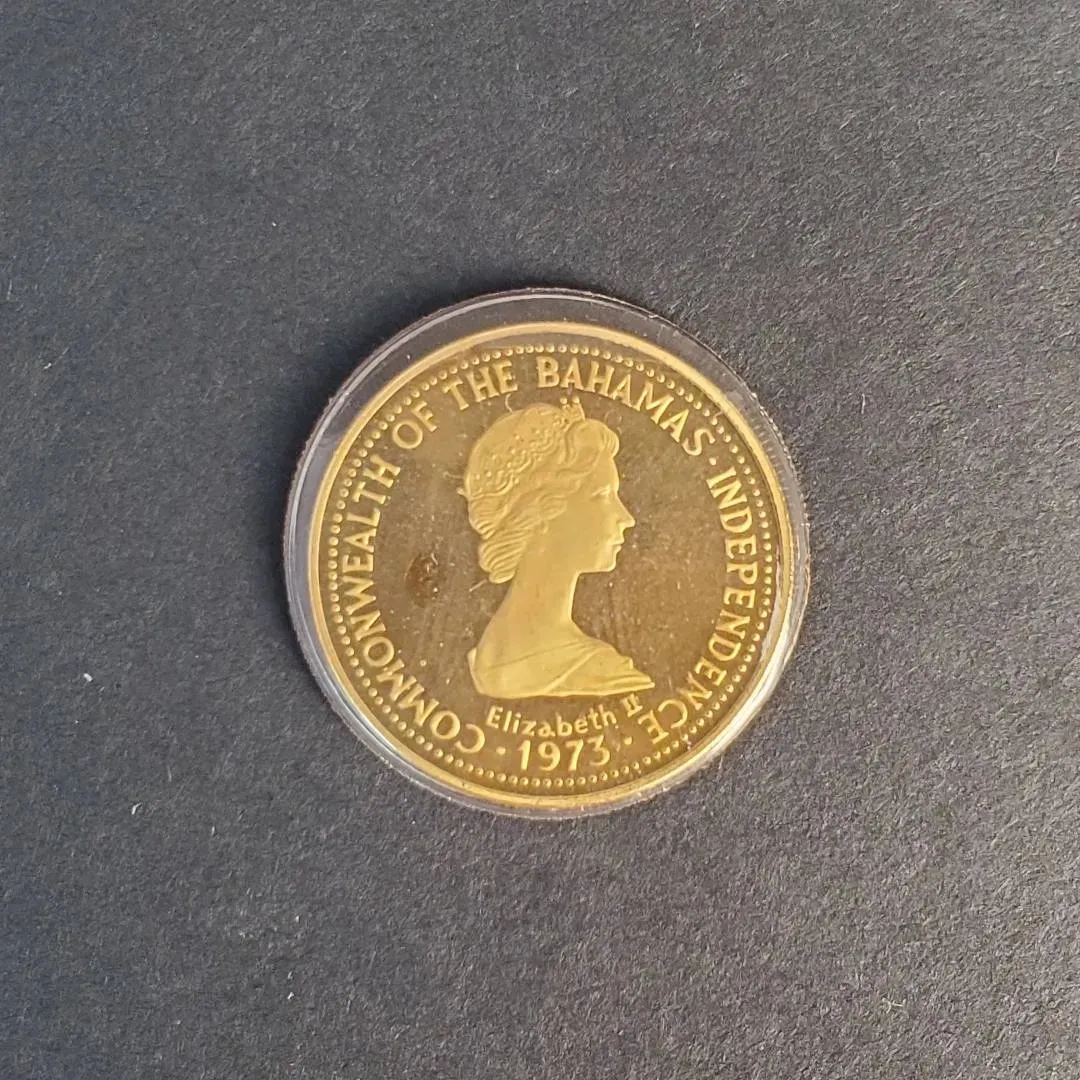 COMMONWEALTH OF THE BAHAMAS · INDEPENDENCE
Elizabeth II
· 1973 ·